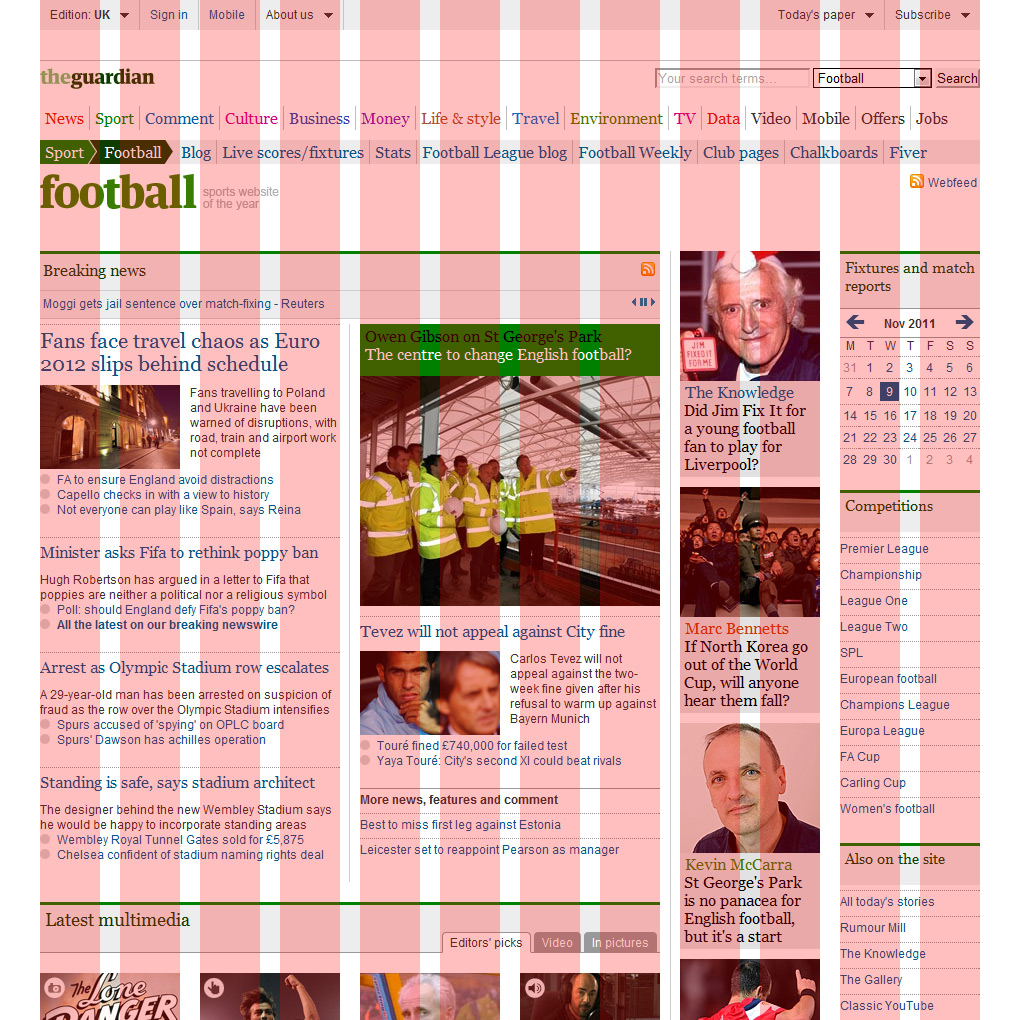 Edition: UK
Sign in
Mobile
About us
Today's paper
Subscribe
theguardian
Your search terms...
Football
Search
News Sport Comment Culture Business Money Life & style Travel Environment TV Data Video Mobile Offers Jobs
Sport Football Blog Live scores/fixtures Stats Football League blog Football Weekly Club pages Chalkboards Fiver
football
sports website
of the year
Webfeed
Breaking news
Moggi gets jail sentence over match-fixing - Reuters
Fans face travel chaos as Euro
2012 slips behind schedule
Fans travelling to Poland
and Ukraine have been
warned of disruptions, with
road, train and airport work
not complete
FA to ensure England avoid distractions
Capello checks in with a view to history
Not everyone can play like Spain, says Reina
Minister asks Fifa to rethink poppy ban
Hugh Robertson has argued in a letter to Fifa that
poppies are neither a political nor a religious symbol
Poll: should England defy Fifa's poppy ban?
All the latest on our breaking newswire
Arrest as Olympic Stadium row escalates
A 29-year-old man has been arrested on suspicion of
fraud as the row over the Olympic Stadium intensifies
Spurs accused of 'spying' on OPLC board
Spurs' Dawson has achilles operation
Standing is safe, says stadium architect
The designer behind the new Wembley Stadium says
he would be happy to incorporate standing areas
Wembley Royal Tunnel Gates sold for £5,875
Chelsea confident of stadium naming rights deal
Owen Gibson on St George's Park
The centre to change English football?
Tevez will not appeal against City fine
Carlos Tevez will not
appeal against the two-
week fine given after his
refusal to warm up against
Bayern Munich
Touré fined £740,000 for failed test
Yaya Touré: City's second XI could beat rivals
More news, features and comment
Best to miss first leg against Estonia
Leicester set to reappoint Pearson as manager
Latest multimedia
Editors' picks
Video
In pictures
The Lone
RANGER
JIM
FIXED IT
FOR ME
The Knowledge
Did Jim Fix It for
a young football
fan to play for
Liverpool?
Marc Bennetts
If North Korea go
out of the World
Cup, will anyone
hear them fall?
Kevin McCarra
St George's Park
is no panacea for
English football,
but it's a start
Fixtures and match
reports
Nov 2011
M T W T F S S
31 1 2 3 4 5 6
7 8 9 10 11 12 13
14 15 16 17 18 19 20
21 22 23 24 25 26 27
28 29 30 1 2 3 4
Competitions
Premier League
Championship
League One
League Two
SPL
European football
Champions League
Europa League
FA Cup
Carling Cup
Women's football
Also on the site
All today's stories
Rumour Mill
The Knowledge
The Gallery
Classic YouTube